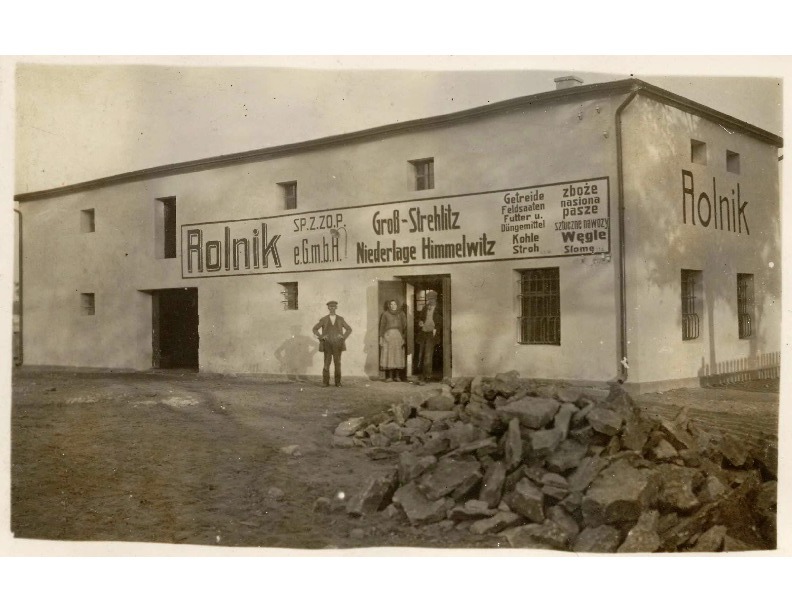 Rolnik
SP.Z.Z.O.P.
e.G.m.b.H.
Groß-Strehlitz
Niederlage Himmelwitz
Getreide
Feldsaaten
Futter u.
Düngemittel
Kohle
Stroh
zboże
nasiona
pasze
sztuczne nawozy
Węgle
Słomę
Rolnik